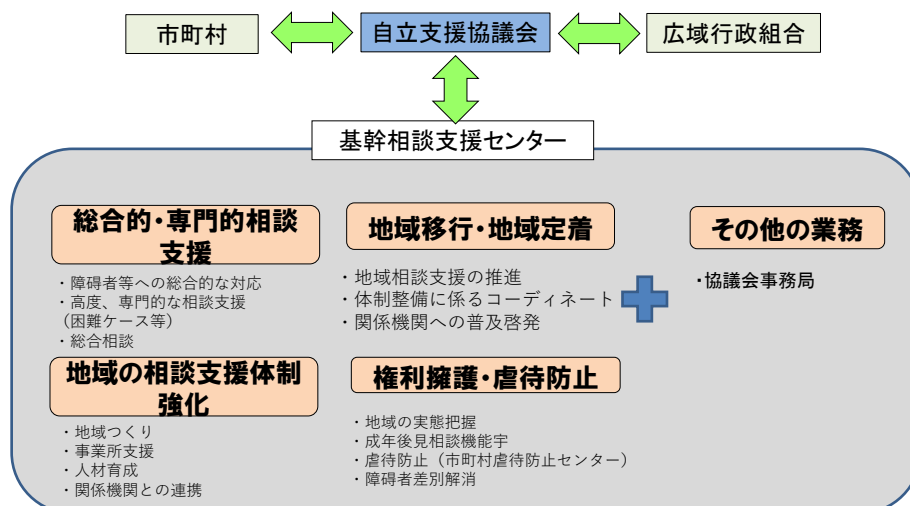 市町村
自立支援協議会
広域行政組合
基幹相談支援センター
総合的・専門的相談
支援
・障碍者等への総合的な対応
・高度、専門的な相談支援
(困難ケース等)
・総合相談
地域移行・地域定着
・地域相談支援の推進
・体制整備に係るコーディネート
・関係機関への普及啓発
その他の業務
・協議会事務局
地域の相談支援体制
強化
・地域つくり
・事業所支援
・人材育成
・関係機関との連携
権利擁護・虐待防止
・地域の実態把握
・成年後見相談機能宇
・虐待防止（市町村虐待防止センター）
・障碍者差別解消